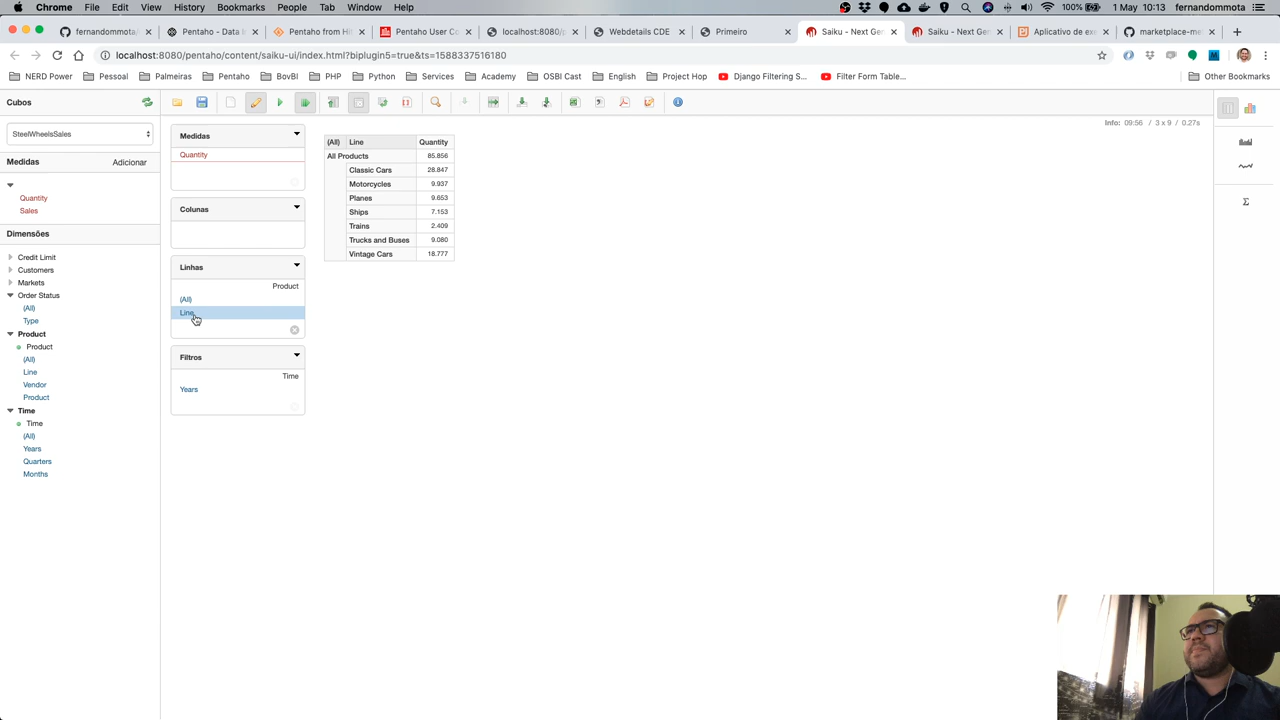 Chrome File Edit View History Bookmarks People Tab Window Help 100% 1 May 10:13 fernandommota
fernandommota/ Pentaho - Data I Pentaho from Hi Pentaho User Co localhost:8080/p Webdetails CDE Primeiro Saiku - Next Ger Saiku - Next Gen Aplicativo de exe marketplace-me
localhost:8080/pentaho/content/saiku-ui/index.html?biplugin5=true&ts=1588337516180
NERD Power Pessoal Palmeiras Pentaho BovBI PHP Python Services Academy OSBI Cast English Project Hop Django Filtering S... Filter Form Table... Other Bookmarks
Cubos
SteelWheelsSales
Medidas Adicionar
Quantity
Sales
Dimensões
Credit Limit
Customers
Markets
Order Status
(All)
Type
Product
Product
(All)
Line
Vendor
Product
Time
Time
(All)
Years
Quarters
Months
Medidas
Quantity
Colunas
Linhas
Product
(All)
Line
Filtros
Time
Years
Info: 09:56 / 3 x 9 / 0.27s
(All) Line Quantity
All Products 85.856
Classic Cars 28.847
Motorcycles 9.937
Planes 9.653
Ships 7.153
Trains 2.409
Trucks and Buses 9.080
Vintage Cars 18.777